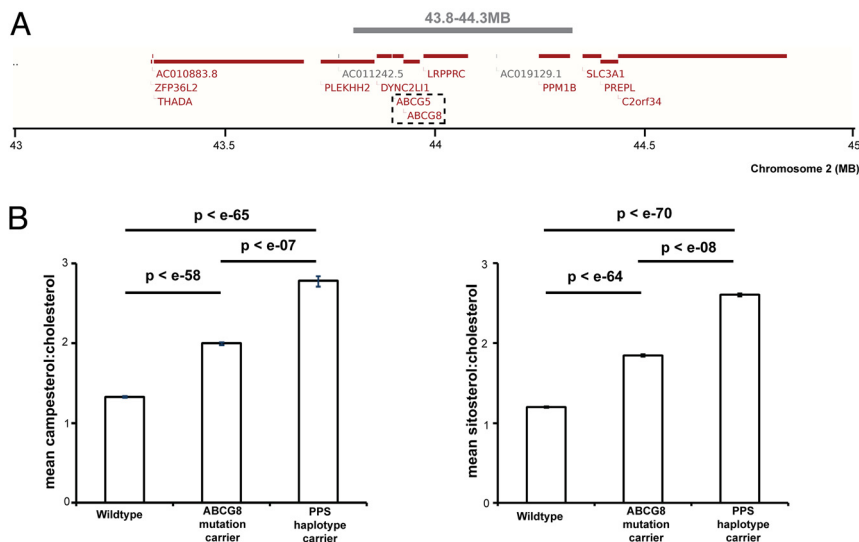 A
43.8-44.3MB
..
AC010883.8
AC011242.5
LRPPRC
AC019129.1
SLC3A1
ZFP36L2
PLEKHH2
DYNC2LI1
PPM1B
PREPL
THADA
ABCG5
C2orf34
ABCG8
43
43.5
44
44.5
45
Chromosome 2 (MB)
B
p < e-65
p < e-07
p < e-58
mean campesterol:cholesterol
3
2
1
0
Wildtype
ABCG8
mutation
carrier
PPS
haplotype
carrier
p < e-70
p < e-08
p < e-64
mean sitosterol:cholesterol
3
2
1
0
Wildtype
ABCG8
mutation
carrier
PPS
haplotype
carrier